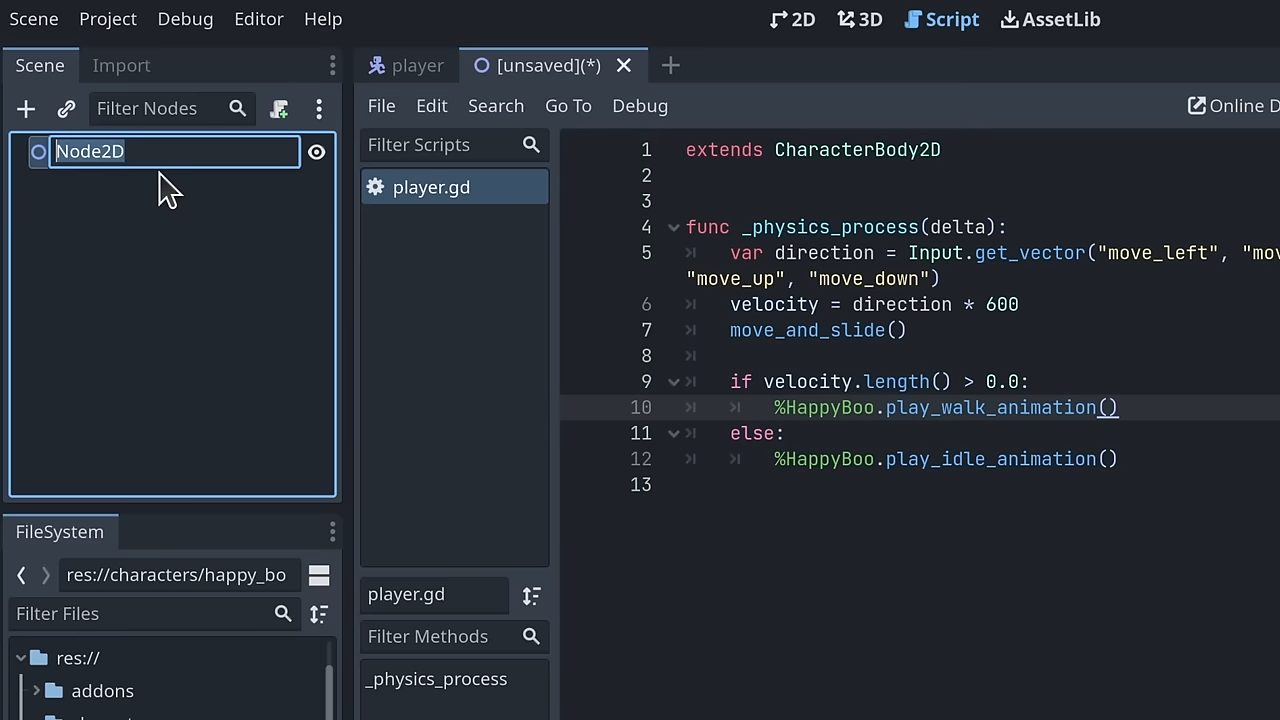 Scene Project Debug Editor Help 2D 3D Script AssetLib
Scene Import player [unsaved](*)
Filter Nodes File Edit Search Go To Debug Online D
Node2D
Filter Scripts
player.gd
1 extends CharacterBody2D
2
3
4 func _physics_process(delta):
5 var direction = Input.get_vector("move_left", "mov
"move_up", "move_down")
6 velocity = direction * 600
7 move_and_slide()
8
9 if velocity.length() > 0.0:
10 %HappyBoo.play_walk_animation()
11 else:
12 %HappyBoo.play_idle_animation()
13
FileSystem
res://characters/happy_bo
Filter Files
res://
addons
player.gd
Filter Methods
_physics_process